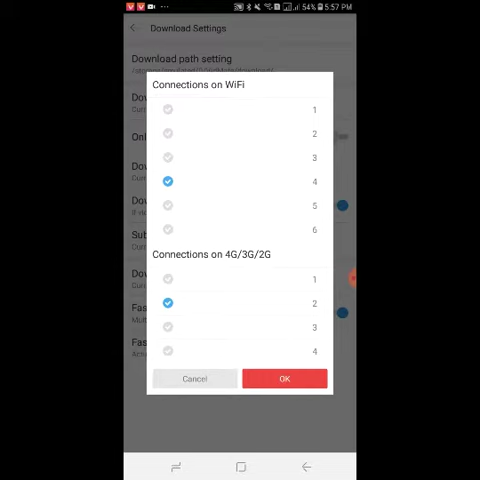 54% 5:57 PM
Download Settings
Download path setting
Connections on WiFi
1
2
3
4
5
6
Connections on 4G/3G/2G
1
2
3
4
Cancel OK